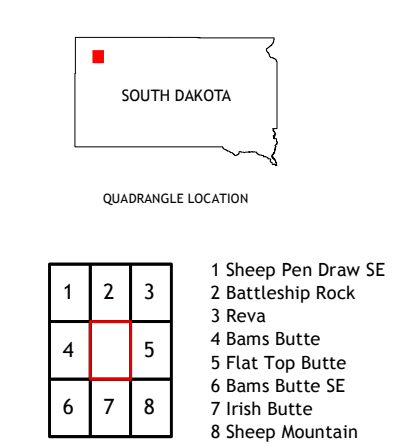 SOUTH DAKOTA
QUADRANGLE LOCATION
1 2 3
4 5
6 7 8
1 Sheep Pen Draw SE
2 Battleship Rock
3 Reva
4 Bams Butte
5 Flat Top Butte
6 Bams Butte SE
7 Irish Butte
8 Sheep Mountain